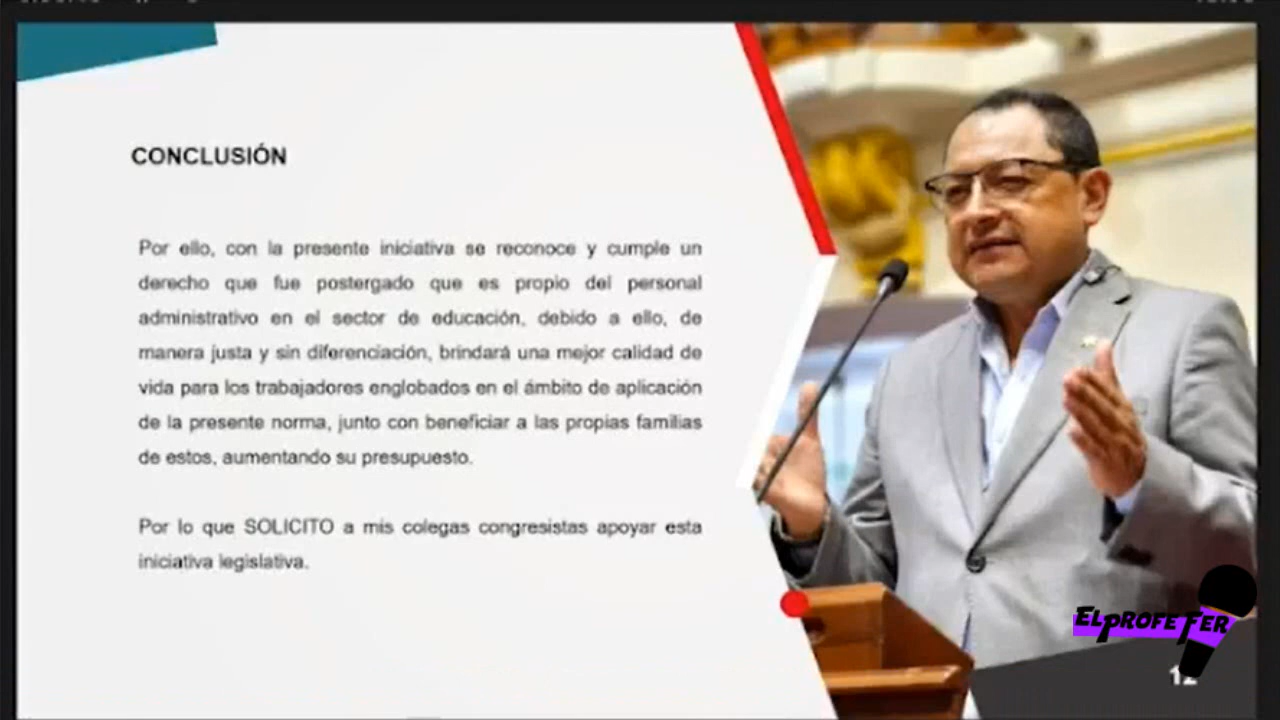 CONCLUSIÓN
Por ello, con la presente iniciativa se reconoce y cumple un
derecho que fue postergado que es propio del personal
administrativo en el sector de educación, debido a ello, de
manera justa y sin diferenciación, brindará una mejor calidad de
vida para los trabajadores englobados en el ámbito de aplicación
de la presente norma, junto con beneficiar a las propias familias
de estos, aumentando su presupuesto.
Por lo que SOLICITO a mis colegas congresistas apoyar esta
iniciativa legislativa.
ELPROFE FER
12